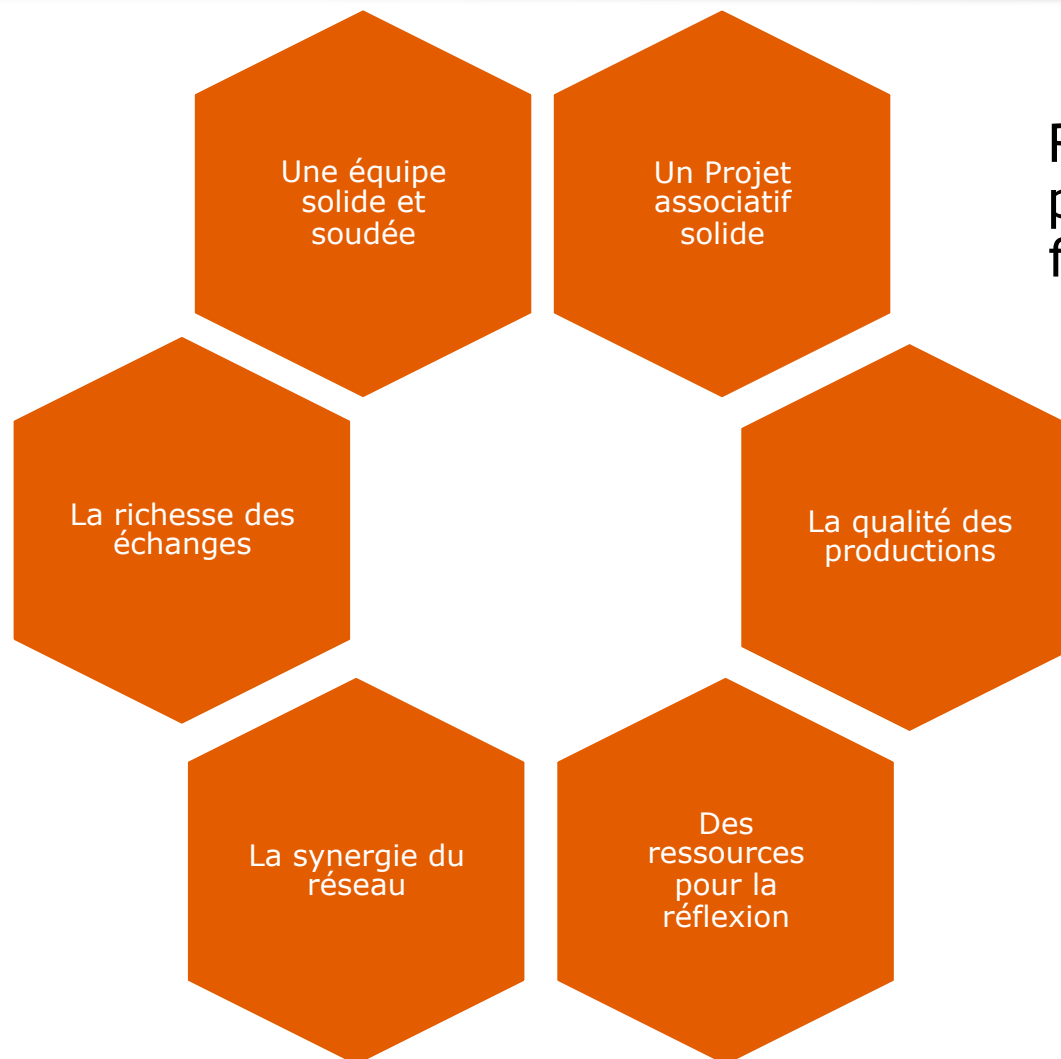 Une équipe
solide et
soudée
Un Projet
associatif
solide
La richesse des
échanges
La qualité des
productions
La synergie du
réseau
Des
ressources
pour la
réflexion